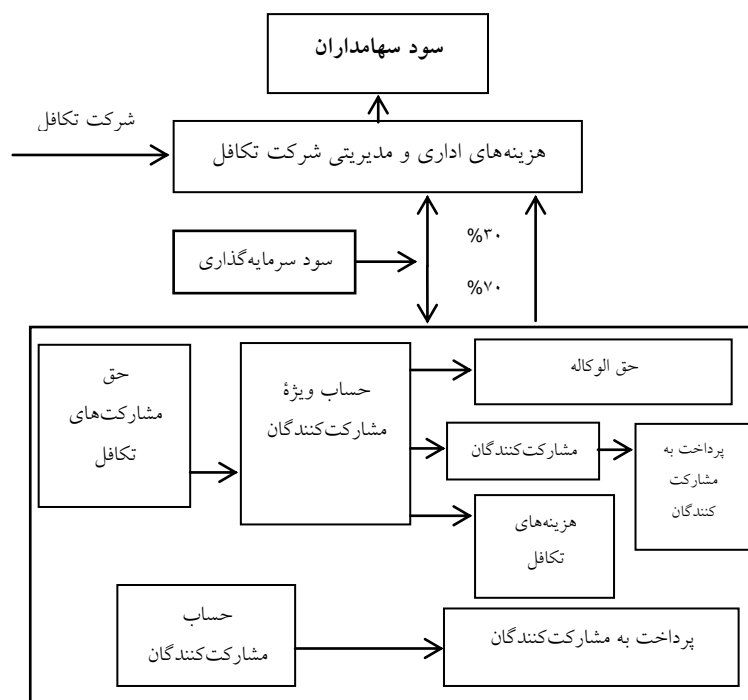 سود سهامداران
شرکت تکافل
هزینه‌های اداری و مدیریتی شرکت تکافل
سود سرمایه‌گذاری
%۳۰
%۷۰
حق
مشارکت‌های
تکافل
حساب ویژهٔ
مشارکت‌کنندگان
حق الوکاله
مشارکت‌کنندگان
پرداخت به
مشارکت
کنندگان
هزینه‌های
تکافل
حساب
مشارکت‌کنندگان
پرداخت به مشارکت‌کنندگان